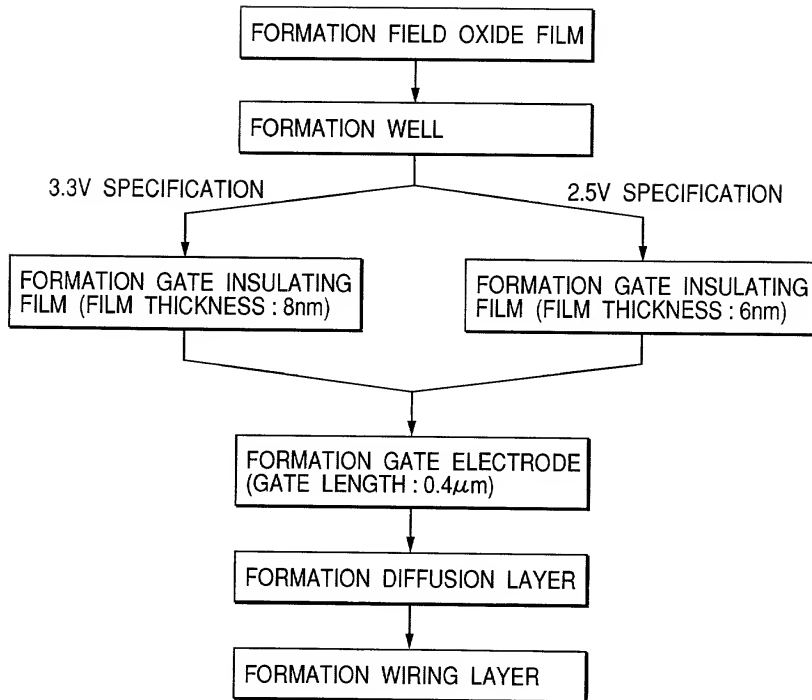 FORMATION FIELD OXIDE FILM
FORMATION WELL
3.3V SPECIFICATION
2.5V SPECIFICATION
FORMATION GATE INSULATING
FILM (FILM THICKNESS : 8nm)
FORMATION GATE INSULATING
FILM (FILM THICKNESS : 6nm)
FORMATION GATE ELECTRODE
(GATE LENGTH : 0.4μm)
FORMATION DIFFUSION LAYER
FORMATION WIRING LAYER